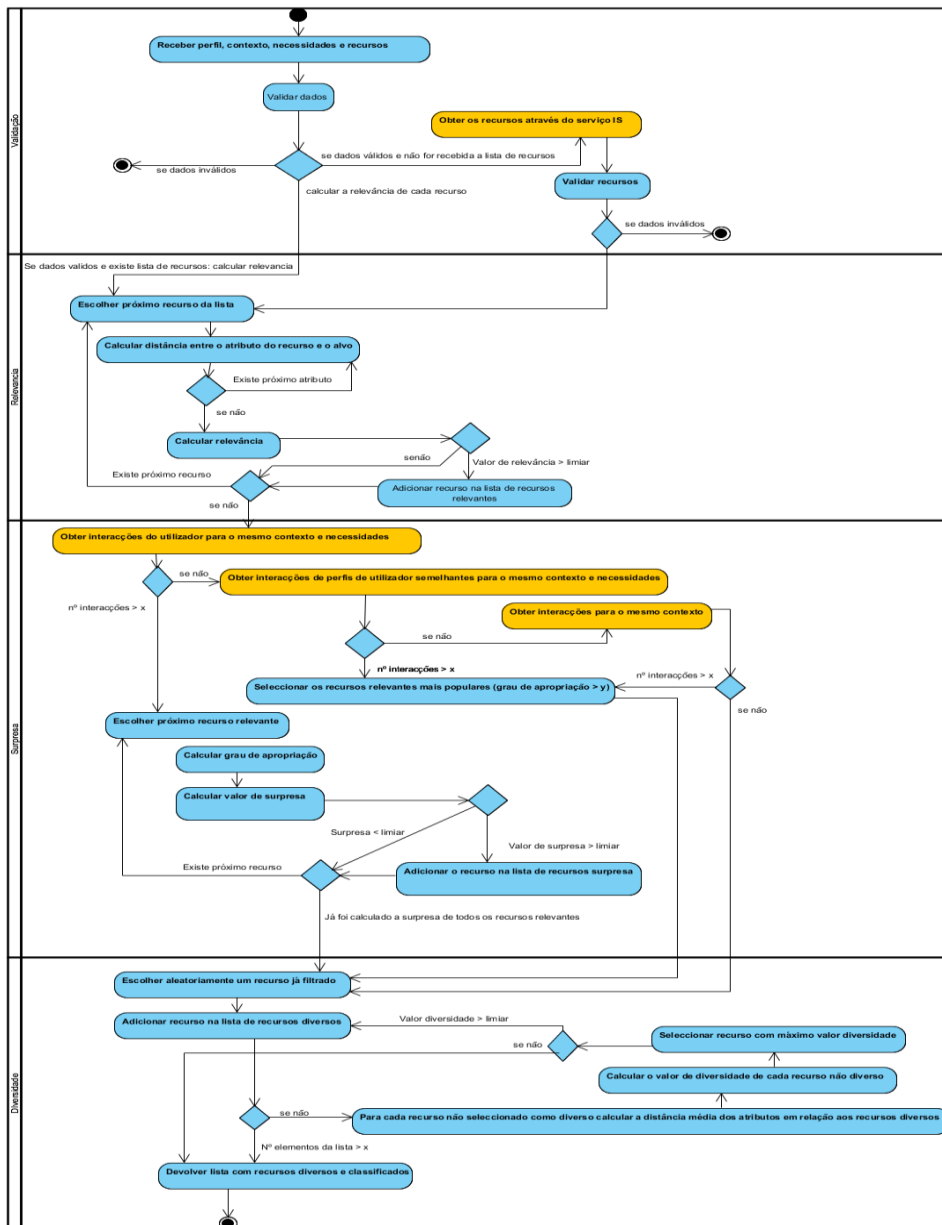 Validação
Receber perfil, contexto, necessidades e recursos
Validar dados
Obter os recursos através do serviço IS
se dados válidos e não for recebida a lista de recursos
se dados inválidos
calcular a relevância de cada recurso
Validar recursos
se dados inválidos
Relevancia
Se dados validos e existe lista de recursos: calcular relevancia
Escolher próximo recurso da lista
Calcular distância entre o atributo do recurso e o alvo
Existe próximo atributo
se não
Calcular relevância
senão
Valor de relevância > limiar
Existe próximo recurso
Adicionar recurso na lista de recursos
relevantes
se não
Surpresa
Obter interacções do utilizador para o mesmo contexto e necessidades
se não
Obter interacções de perfis de utilizador semelhantes para o mesmo contexto e necessidades
nº interacções > x
Obter interacções para o mesmo contexto
se não
nº interacções > x
nº interacções > x
Seleccionar os recursos relevantes mais populares (grau de apropriação > y)
se não
Escolher próximo recurso relevante
Calcular grau de apropriação
Calcular valor de surpresa
Surpresa < limiar
Valor de surpresa > limiar
Existe próximo recurso
Adicionar o recurso na lista de recursos surpresa
Já foi calculado a surpresa de todos os recursos relevantes
Diversidade
Escolher aleatoriamente um recurso jà filtrado
Adicionar recurso na lista de recursos diversos
Valor diversidade > limiar
Seleccionar recurso com màximo valor diversidade
se não
Calcular o valor de diversidade de cada recurso não diverso
se não
Para cada recurso não seleccionado como diverso calcular a distância média dos atributos em relação aos recursos diversos
Nº elementos da lista > x
Devolver lista com recursos diversos e classificados